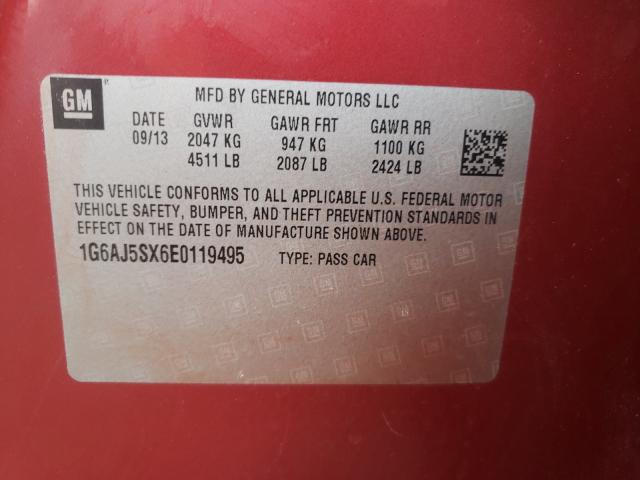 GM
MFD BY GENERAL MOTORS LLC
DATE GVWR GAWR FRT GAWR RR
09/13 2047 KG 947 KG 1100 KG
4511 LB 2087 LB 2424 LB
THIS VEHICLE CONFORMS TO ALL APPLICABLE U.S. FEDERAL MOTOR
VEHICLE SAFETY, BUMPER, AND THEFT PREVENTION STANDARDS IN
EFFECT ON THE DATE OF MANUFACTURE SHOWN ABOVE.
1G6AJ5SX6E0119495 TYPE: PASS CAR